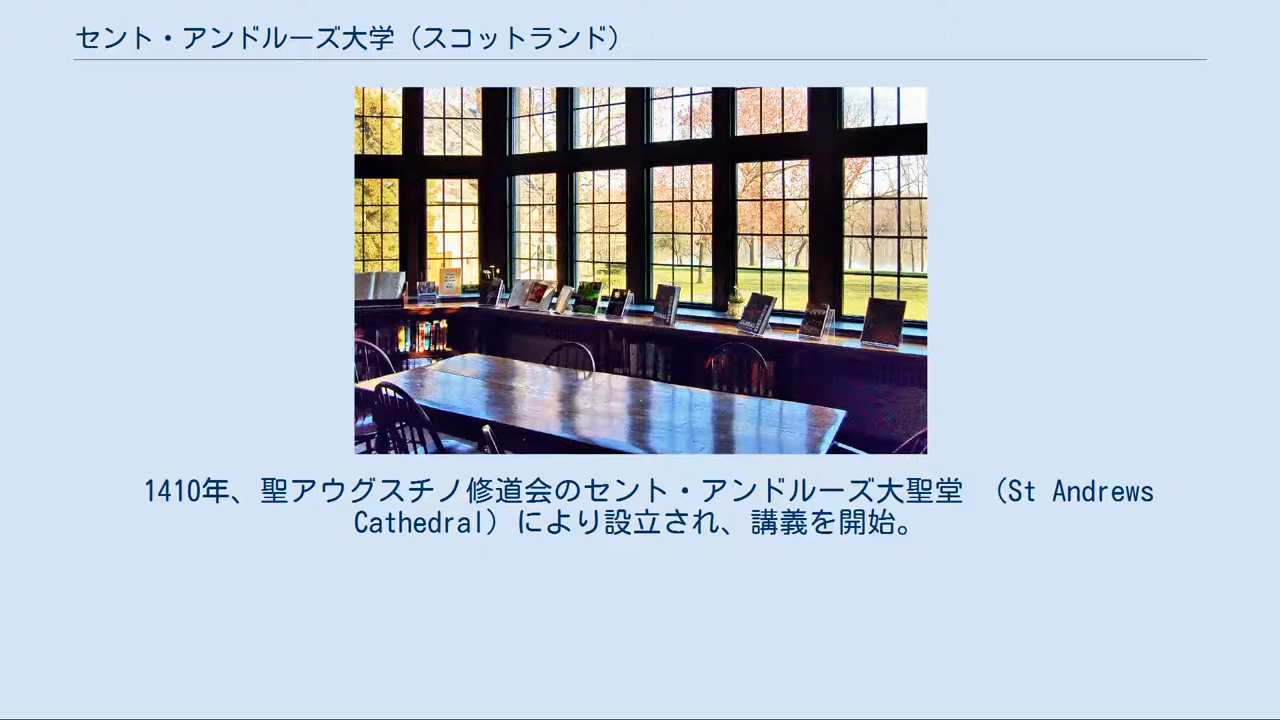 セント・アンドルーズ大学（スコットランド）
1410年、聖アウグスチノ修道会のセント・アンドルーズ大聖堂 （St Andrews
Cathedral）により設立され、講義を開始。